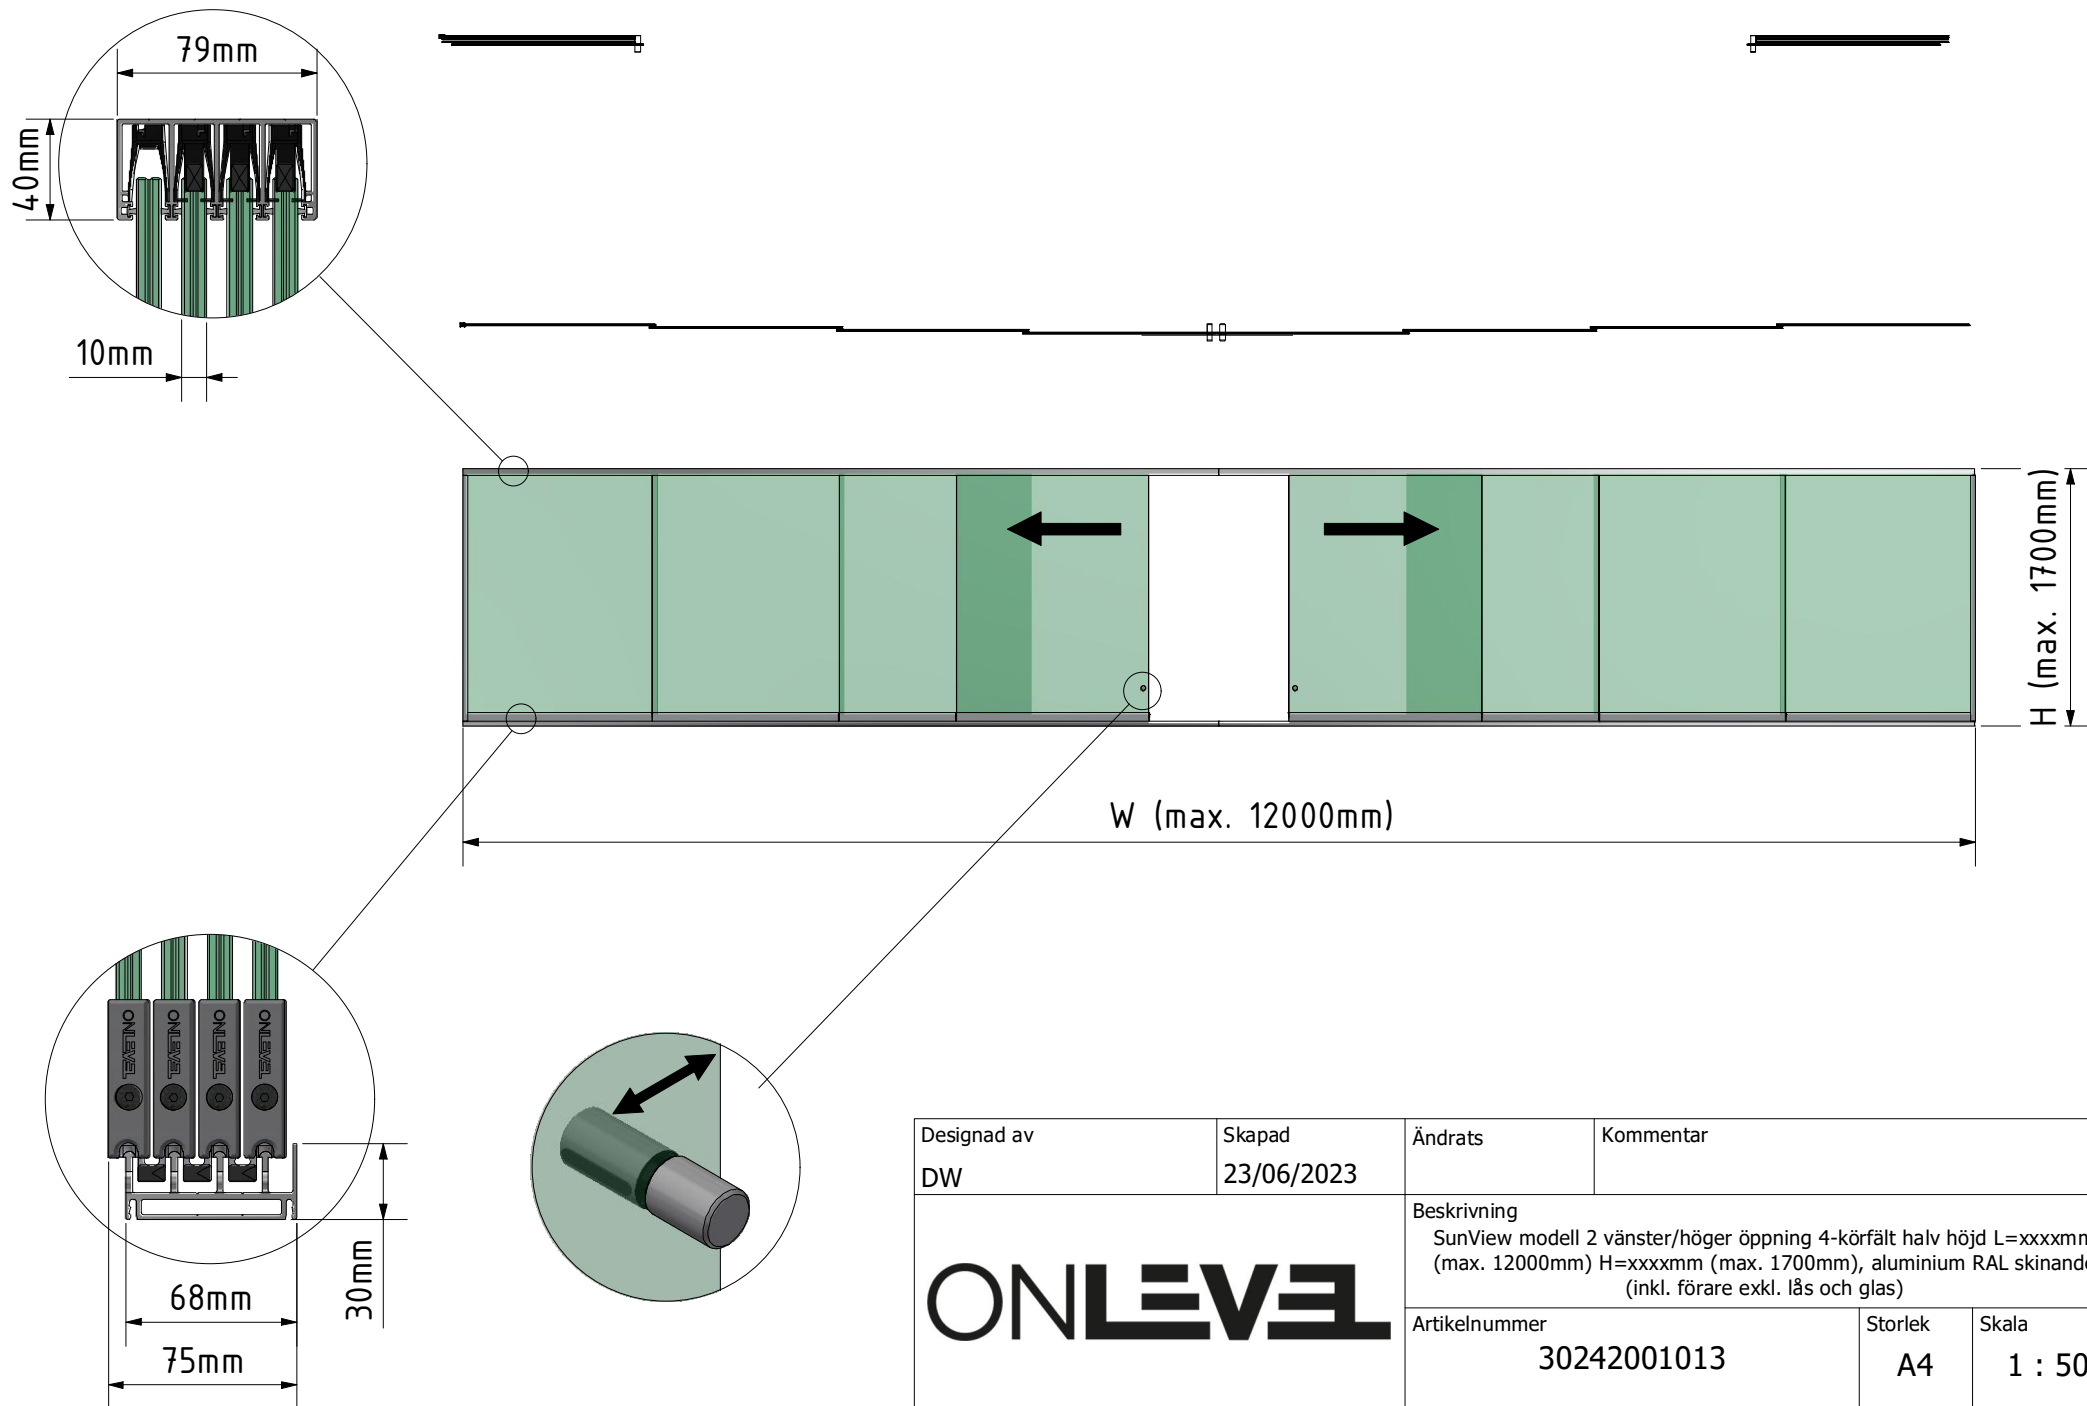 79mm
40mm
10mm
H (max. 1700mm)
W (max. 12000mm)
ONLEVEL
ONLEVEL
ONLEVEL
ONLEVEL
30mm
68mm
75mm
Designad av
DW
Skapad
23/06/2023
Ändrats
Kommentar
ONLEVEL
Beskrivning
SunView modell 2 vänster/höger öppning 4-körfält halv höjd L=xxxxmm
(max. 12000mm) H=xxxxmm (max. 1700mm), aluminium RAL skinande
(inkl. förare exkl. lås och glas)
Artikelnummer
30242001013
Storlek
A4
Skala
1 : 50